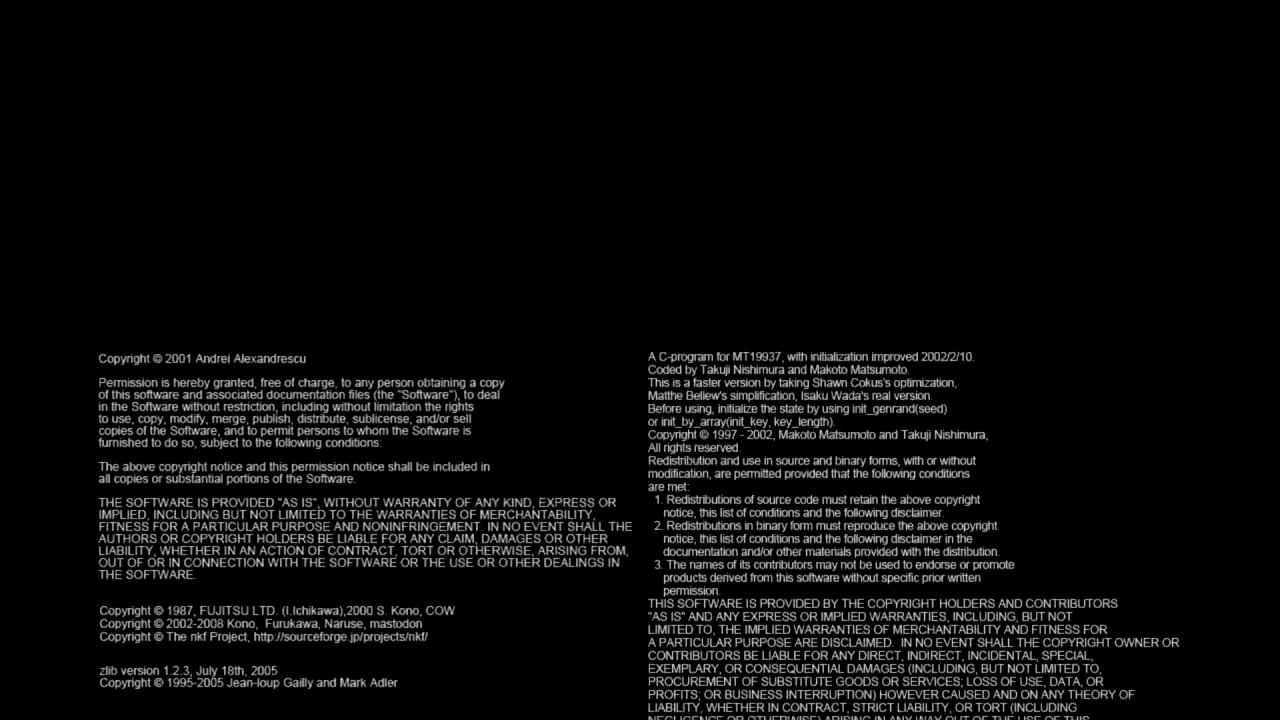 Copyright © 2001 Andrei Alexandrescu
Permission is hereby granted, free of charge, to any person obtaining a copy
of this software and associated documentation files (the "Software"), to deal
in the Software without restriction, including without limitation the rights
to use, copy, modify, merge, publish, distribute, sublicense, and/or sell
copies of the Software, and to permit persons to whom the Software is
furnished to do so, subject to the following conditions:
The above copyright notice and this permission notice shall be included in
all copies or substantial portions of the Software.
THE SOFTWARE IS PROVIDED "AS IS", WITHOUT WARRANTY OF ANY KIND, EXPRESS OR
IMPLIED, INCLUDING BUT NOT LIMITED TO THE WARRANTIES OF MERCHANTABILITY,
FITNESS FOR A PARTICULAR PURPOSE AND NONINFRINGEMENT. IN NO EVENT SHALL THE
AUTHORS OR COPYRIGHT HOLDERS BE LIABLE FOR ANY CLAIM, DAMAGES OR OTHER
LIABILITY, WHETHER IN AN ACTION OF CONTRACT, TORT OR OTHERWISE, ARISING FROM,
OUT OF OR IN CONNECTION WITH THE SOFTWARE OR THE USE OR OTHER DEALINGS IN
THE SOFTWARE.
Copyright © 1987, FUJITSU LTD. (I.Ichikawa),2000 S. Kono, COW
Copyright © 2002-2008 Kono, Furukawa, Naruse, mastodon
Copyright © The nkf Project, http://sourceforge.jp/projects/nkf/
zlib version 1.2.3, July 18th, 2005
Copyright © 1995-2005 Jean-loup Gailly and Mark Adler
A C-program for MT19937, with initialization improved 2002/2/10.
Coded by Takuji Nishimura and Makoto Matsumoto.
This is a faster version by taking Shawn Cokus's optimization,
Matthe Bellew's simplification, Isaku Wada's real version.
Before using, initialize the state by using init_genrand(seed)
or init_by_array(init_key, key_length).
Copyright © 1997 - 2002, Makoto Matsumoto and Takuji Nishimura,
All rights reserved.
Redistribution and use in source and binary forms, with or without
modification, are permitted provided that the following conditions
are met:
1. Redistributions of source code must retain the above copyright
notice, this list of conditions and the following disclaimer.
2. Redistributions in binary form must reproduce the above copyright
notice, this list of conditions and the following disclaimer in the
documentation and/or other materials provided with the distribution.
3. The names of its contributors may not be used to endorse or promote
products derived from this software without specific prior written
permission.
THIS SOFTWARE IS PROVIDED BY THE COPYRIGHT HOLDERS AND CONTRIBUTORS
"AS IS" AND ANY EXPRESS OR IMPLIED WARRANTIES, INCLUDING, BUT NOT
LIMITED TO, THE IMPLIED WARRANTIES OF MERCHANTABILITY AND FITNESS FOR
A PARTICULAR PURPOSE ARE DISCLAIMED. IN NO EVENT SHALL THE COPYRIGHT OWNER OR
CONTRIBUTORS BE LIABLE FOR ANY DIRECT, INDIRECT, INCIDENTAL, SPECIAL,
EXEMPLARY, OR CONSEQUENTIAL DAMAGES (INCLUDING, BUT NOT LIMITED TO,
PROCUREMENT OF SUBSTITUTE GOODS OR SERVICES; LOSS OF USE, DATA, OR
PROFITS; OR BUSINESS INTERRUPTION) HOWEVER CAUSED AND ON ANY THEORY OF
LIABILITY, WHETHER IN CONTRACT, STRICT LIABILITY, OR TORT (INCLUDING
NEGLIGENCE OR OTHERWISE) ARISING IN ANY WAY OUT OF THE USE OF THIS